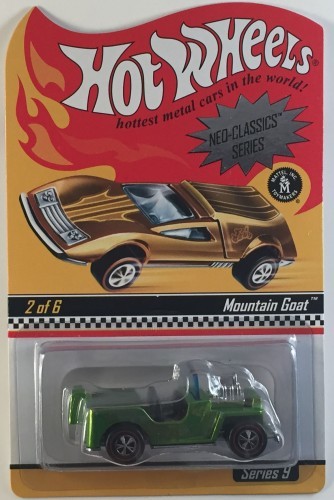 Hot Wheels
hottest metal cars in the world!
NEO-CLASSICS™
SERIES
MATTEL, INC.
M
TOYMAKERS
2 of 6
Mountain Goat™
Series 9